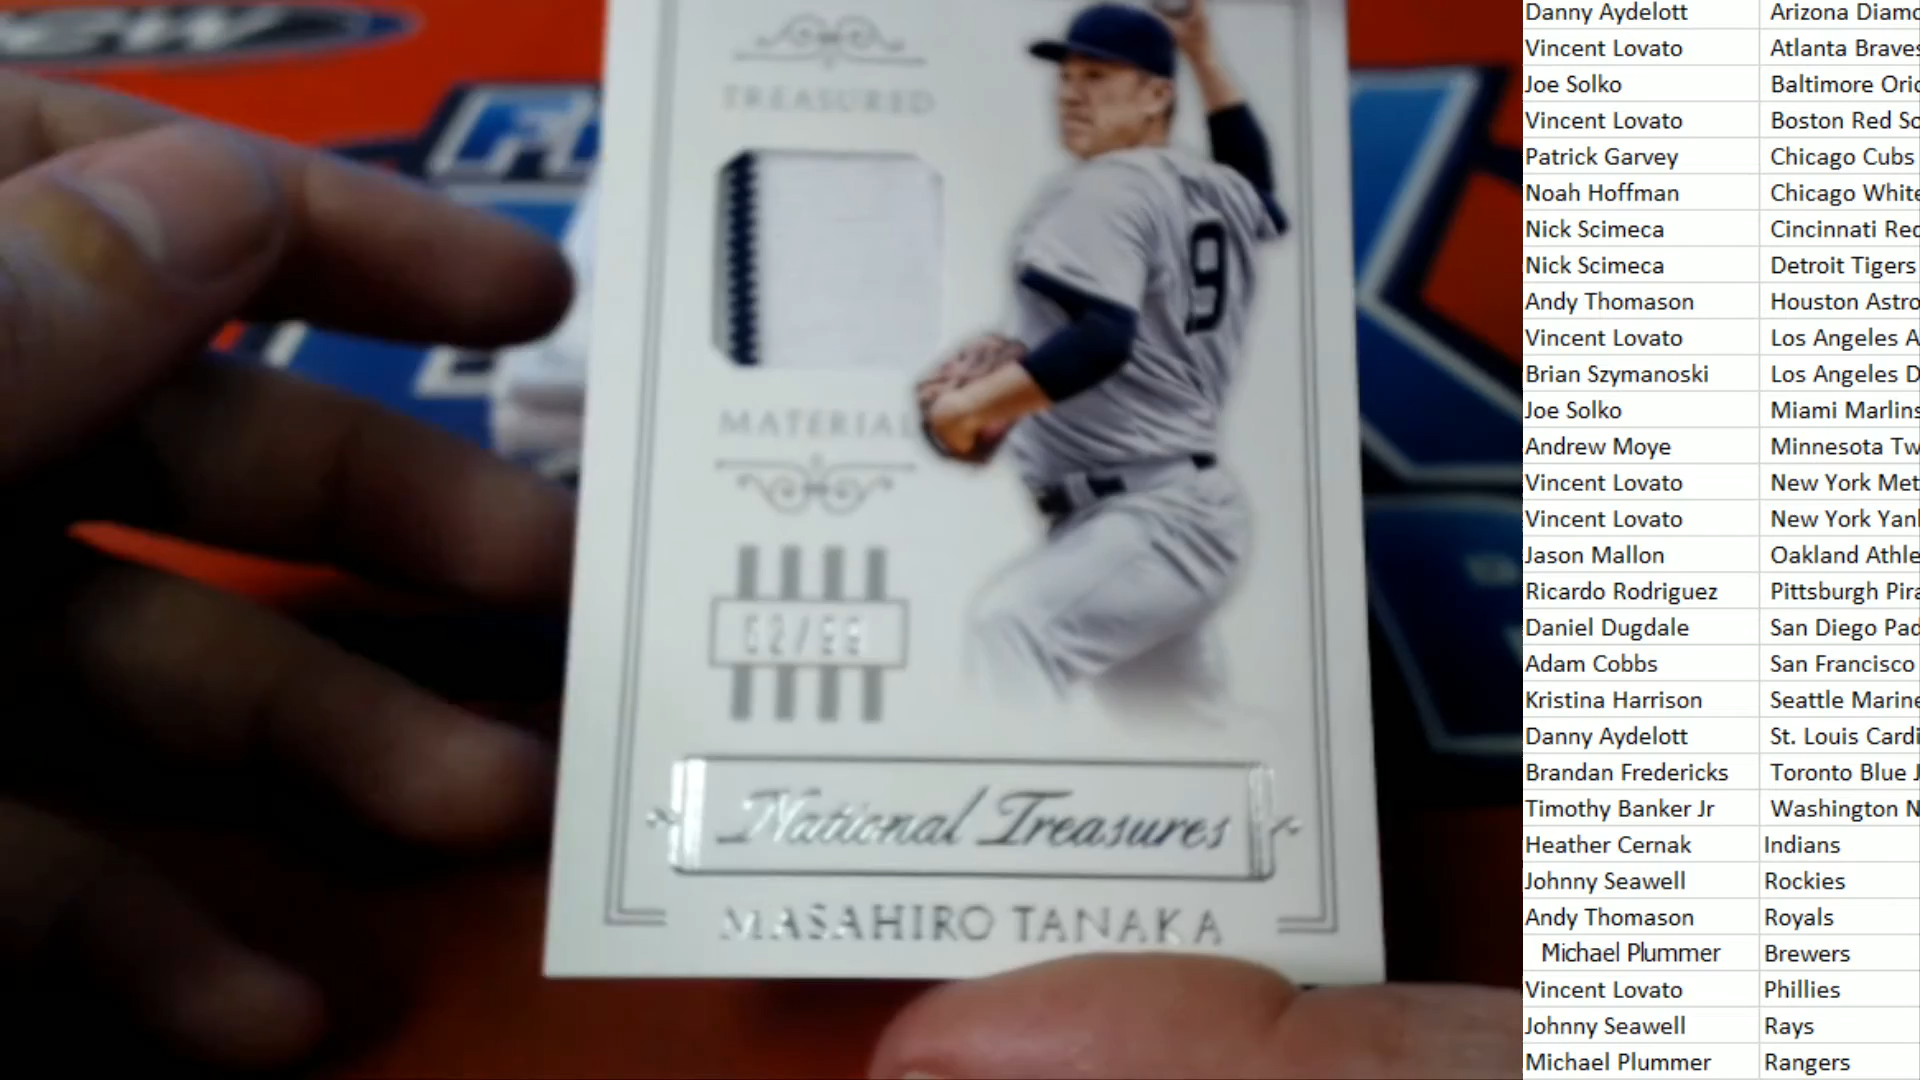 TREASURED
MATERIAL
9
National Treasures
MASAHIRO TANAKA
Danny Aydelott Arizona Diamo
Vincent Lovato Atlanta Braves
Joe Solko Baltimore Orio
Vincent Lovato Boston Red So
Patrick Garvey Chicago Cubs
Noah Hoffman Chicago White
Nick Scimeca Cincinnati Red
Nick Scimeca Detroit Tigers
Andy Thomason Houston Astro
Vincent Lovato Los Angeles A
Brian Szymanoski Los Angeles D
Joe Solko Miami Marlins
Andrew Moye Minnesota Tw
Vincent Lovato New York Met
Vincent Lovato New York Yank
Jason Mallon Oakland Athle
Ricardo Rodriguez Pittsburgh Pira
Daniel Dugdale San Diego Pad
Adam Cobbs San Francisco
Kristina Harrison Seattle Marine
Danny Aydelott St. Louis Cardi
Brandan Fredericks Toronto Blue J
Timothy Banker Jr Washington N
Heather Cernak Indians
Johnny Seawell Rockies
Andy Thomason Royals
Michael Plummer Brewers
Vincent Lovato Phillies
Johnny Seawell Rays
Michael Plummer Rangers